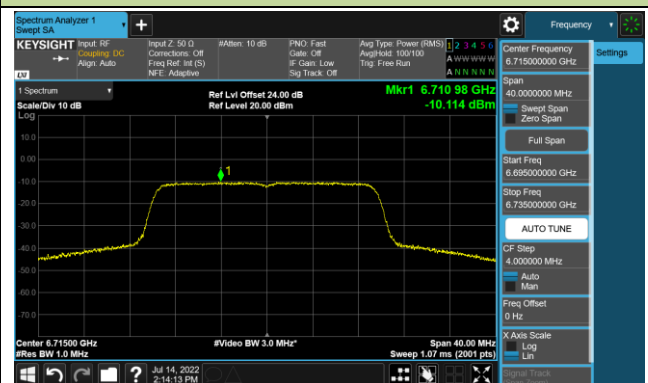 Spectrum Analyzer 1
Swept SA
Frequency
KEYSIGHT
Input: RF
Coupling: DC
Align: Auto
Input Z: 50 Ω
Corrections: Off
Freq Ref: Int (S)
NFE: Adaptive
#Atten: 10 dB
PNO: Fast
Gate: Off
IF Gain: Low
Sig Track: Off
Avg Type: Power (RMS)
Avg|Hold: 100/100
Trig: Free Run
1 2 3 4 5 6
A W W W W W
A N N N N N
LXI
Center Frequency
6.715000000 GHz
Settings
Span
40.0000000 MHz
Swept Span
Zero Span
Full Span
Start Freq
6.695000000 GHz
Stop Freq
6.735000000 GHz
AUTO TUNE
CF Step
4.000000 MHz
Auto
Man
Freq Offset
0 Hz
X Axis Scale
Log
Lin
Signal Track
1 Spectrum
Scale/Div 10 dB
Log
Ref Lvl Offset 24.00 dB
Ref Level 20.00 dBm
Mkr1 6.710 98 GHz
-10.114 dBm
1
10.0
0.00
-10.0
-20.0
-30.0
-40.0
-50.0
-60.0
-70.0
Center 6.71500 GHz
#Res BW 1.0 MHz
#Video BW 3.0 MHz*
Span 40.00 MHz
Sweep 1.07 ms (2001 pts)
?
Jul 14, 2022
2:14:13 PM